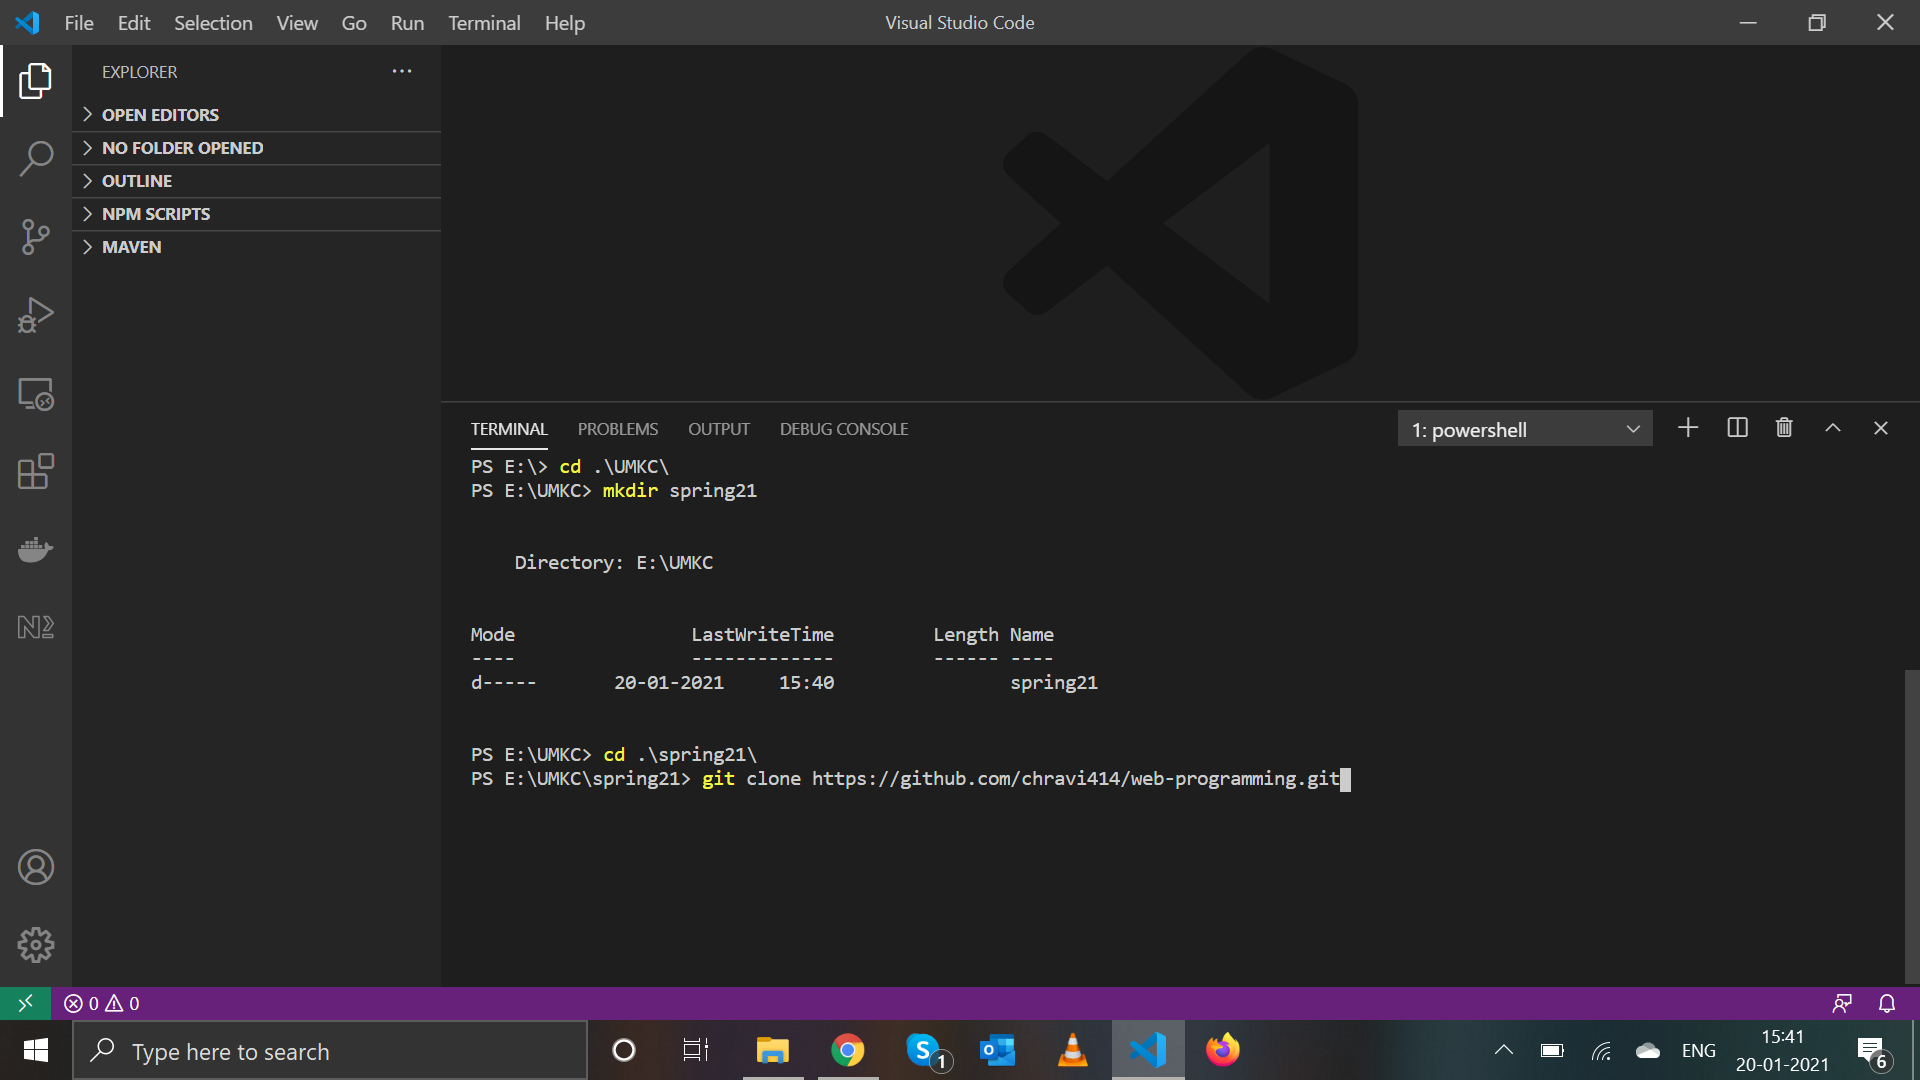 File Edit Selection View Go Run Terminal Help
Visual Studio Code
EXPLORER
OPEN EDITORS
NO FOLDER OPENED
OUTLINE
NPM SCRIPTS
MAVEN
TERMINAL PROBLEMS OUTPUT DEBUG CONSOLE
1: powershell
PS E:\> cd .\UMKC\
PS E:\UMKC> mkdir spring21
Directory: E:\UMKC
Mode LastWriteTime Length Name
---- ------------- ------ ----
d----- 20-01-2021 15:40 spring21
PS E:\UMKC> cd .\spring21\
PS E:\UMKC\spring21> git clone https://github.com/chravi414/web-programming.git
0 0
Type here to search
S 1
ENG
15:41
20-01-2021
6